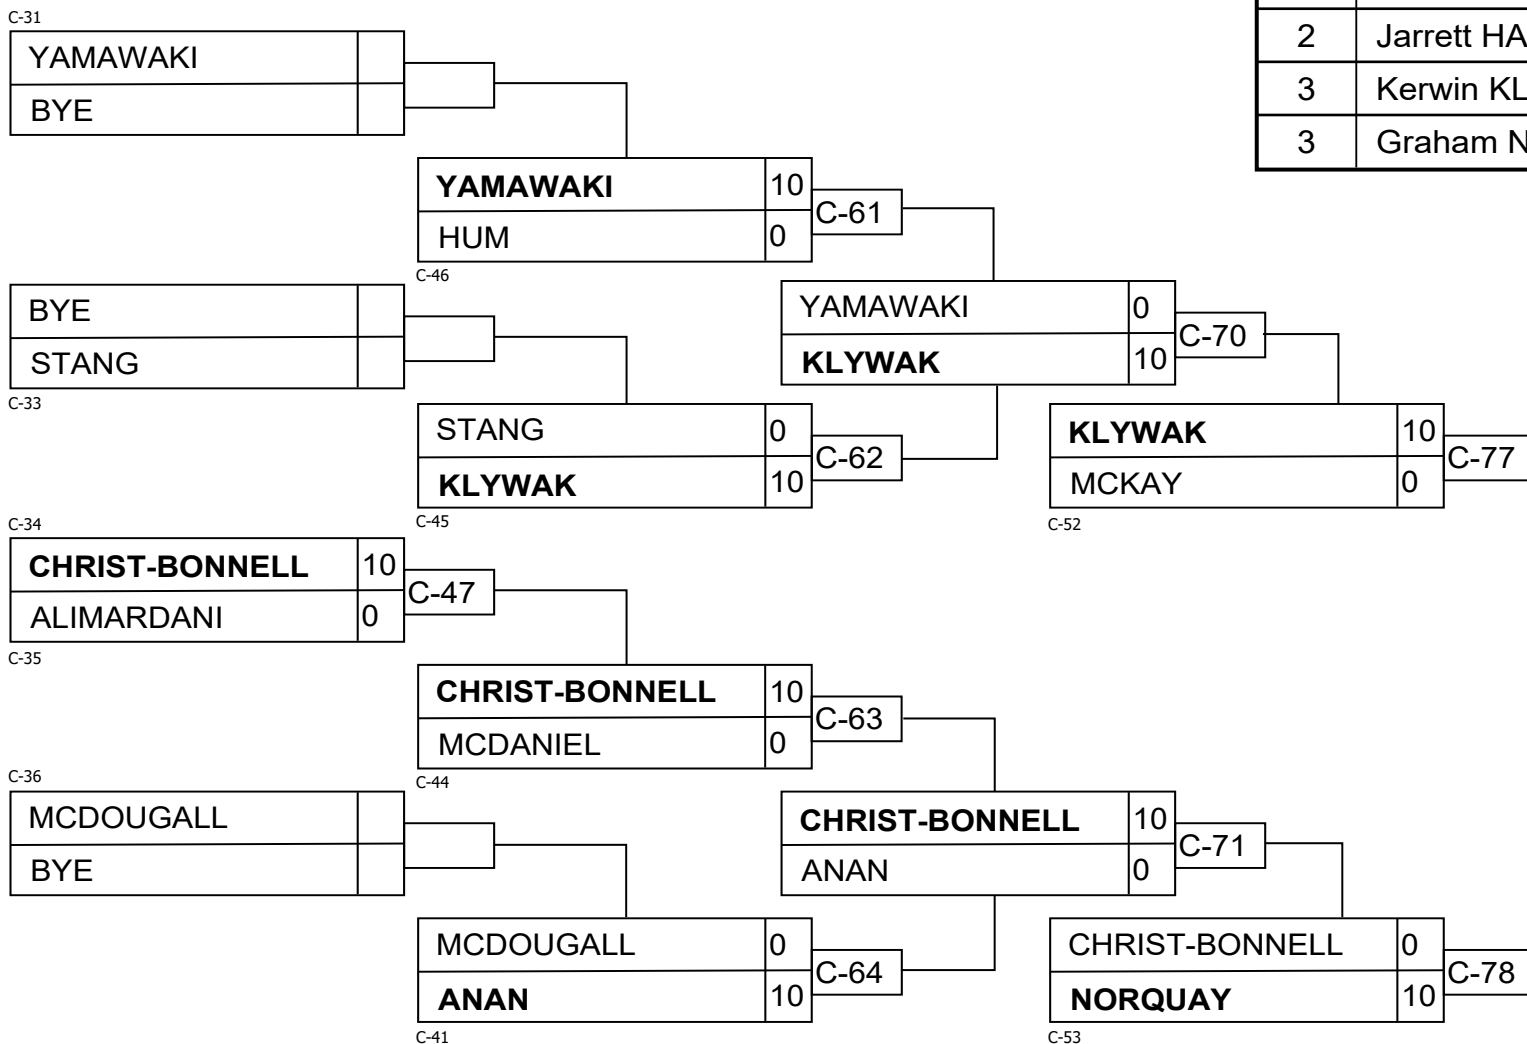 C-31
YAMAWAKI
BYE
2 Jarrett HA
3 Kerwin KL
3 Graham N
YAMAWAKI 10
HUM 0
C-61
C-46
BYE
STANG
C-33
YAMAWAKI 0
KLYWAK 10
C-70
STANG 0
KLYWAK 10
C-62
C-45
KLYWAK 10
MCKAY 0
C-77
C-52
C-34
CHRIST-BONNELL 10
ALIMARDANI 0
C-47
C-35
CHRIST-BONNELL 10
MCDANIEL 0
C-63
C-44
C-36
MCDOUGALL
BYE
CHRIST-BONNELL 10
ANAN 0
C-71
MCDOUGALL 0
ANAN 10
C-64
C-41
CHRIST-BONNELL 0
NORQUAY 10
C-78
C-53